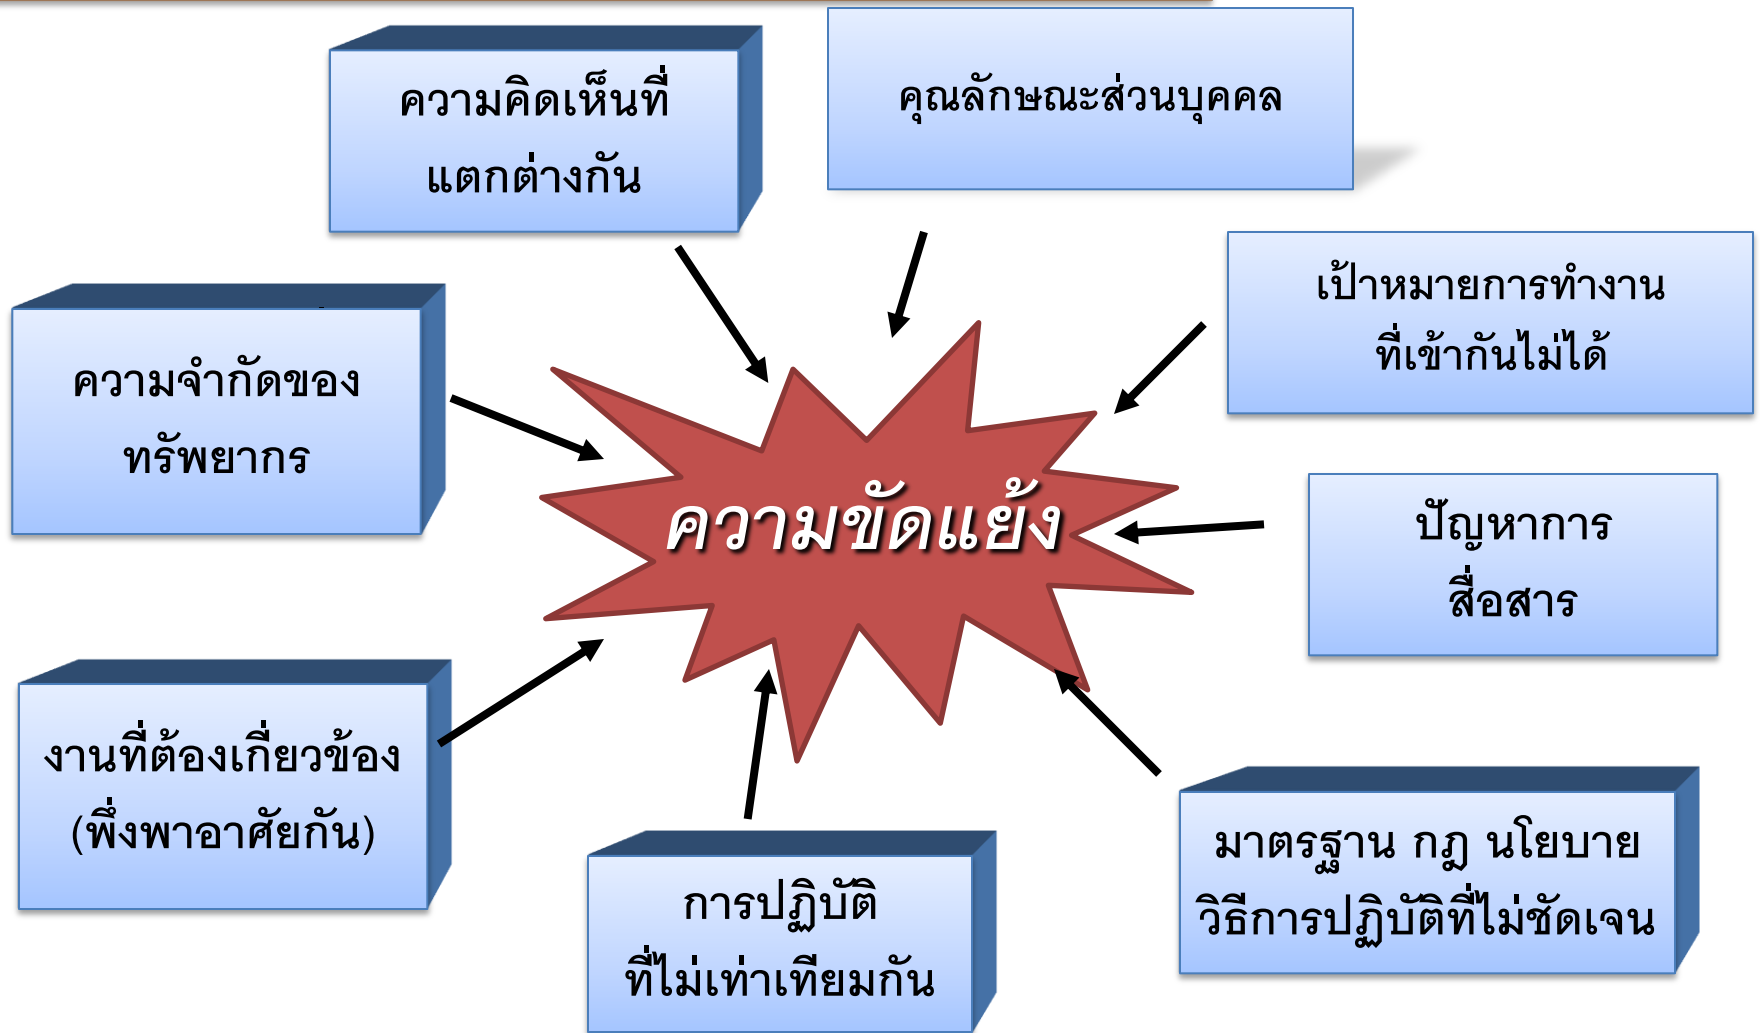 ความคิดเห็นที่
แตกต่างกัน
คุณลักษณะส่วนบุคคล
เป้าหมายการทำงาน
ที่เข้ากันไม่ได้
ความจำกัดของ
ทรัพยากร
ความขัดแย้ง
ปัญหาการ
สื่อสาร
งานที่ต้องเกี่ยวข้อง
(พึ่งพาอาศัยกัน)
การปฏิบัติ
ที่ไม่เท่าเทียมกัน
มาตรฐาน กฎ นโยบาย
วิธีการปฏิบัติที่ไม่ชัดเจน